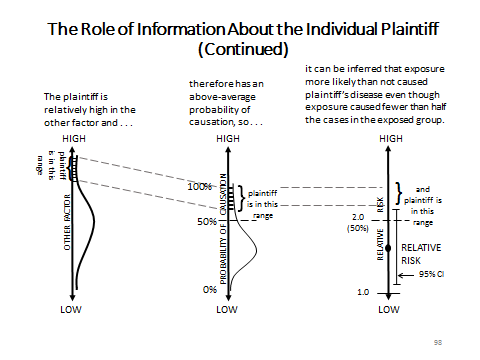 The Role of Information About the Individual Plaintiff
(Continued)
The plaintiff is
relatively high in the
other factor and . . .
therefore has an
above-average
probability of
causation, so . . .
it can be inferred that exposure
more likely than not caused
plaintiff's disease even though
exposure caused fewer than half
the cases in the exposed group.
HIGH
HIGH
HIGH
plaintiff
is in this
range
OTHER FACTOR
LOW
100%
50%
0%
PROBABILITY OF CAUSATION
plaintiff
is in this
range
LOW
2.0
(50%)
1.0
RELATIVE RISK
and
plaintiff is
in this
range
RELATIVE
RISK
95% CI
LOW
98